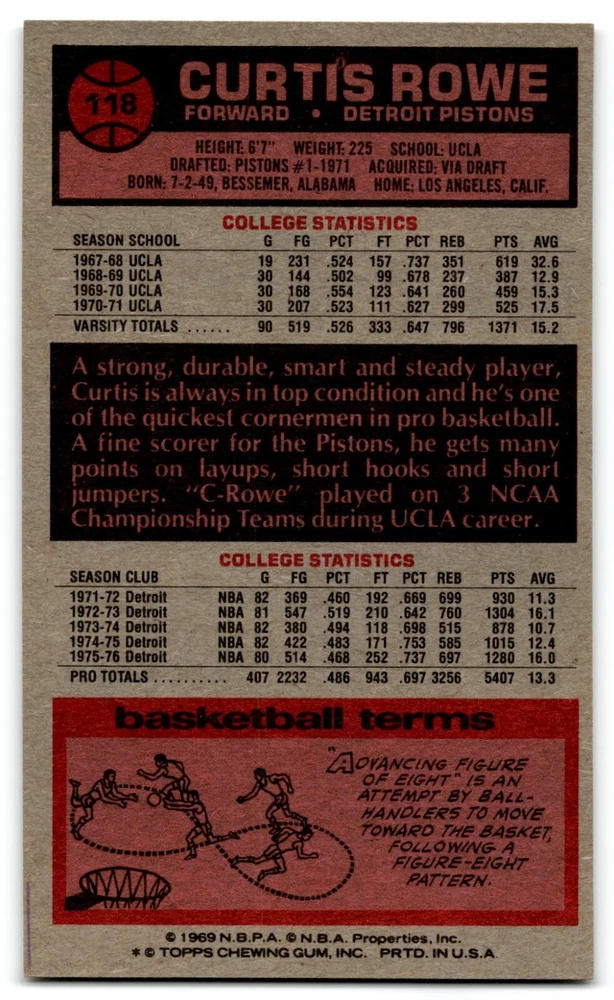 118
CURTIS ROWE
FORWARD • DETROIT PISTONS
HEIGHT: 6'7" WEIGHT: 225 SCHOOL: UCLA
DRAFTED: PISTONS #1-1971 ACQUIRED: VIA DRAFT
BORN: 7-2-49, BESSEMER, ALABAMA HOME: LOS ANGELES, CALIF.
COLLEGE STATISTICS
SEASON SCHOOL G FG PCT FT PCT REB PTS AVG
1967-68 UCLA 19 231 .524 157 .737 351 619 32.6
1968-69 UCLA 30 144 .502 99 .678 237 387 12.9
1969-70 UCLA 30 168 .554 123 .641 260 459 15.3
1970-71 UCLA 30 207 .523 111 .627 299 525 17.5
VARSITY TOTALS ...... 90 519 .526 333 .647 796 1371 15.2
A strong, durable, smart and steady player,
Curtis is always in top condition and he's one
of the quickest cornermen in pro basketball.
A fine scorer for the Pistons, he gets many
points on layups, short hooks and short
jumpers. "C-Rowe" played on 3 NCAA
Championship Teams during UCLA career.
COLLEGE STATISTICS
SEASON CLUB G FG PCT FT PCT REB PTS AVG
1971-72 Detroit NBA 82 369 .460 192 .669 699 930 11.3
1972-73 Detroit NBA 81 547 .519 210 .642 760 1304 16.1
1973-74 Detroit NBA 82 380 .494 118 .698 515 878 10.7
1974-75 Detroit NBA 82 422 .483 171 .753 585 1015 12.4
1975-76 Detroit NBA 80 514 .468 252 .737 697 1280 16.0
PRO TOTALS .......... 407 2232 .486 943 .697 3256 5407 13.3
basketball terms
"ADVANCING FIGURE
OF EIGHT" IS AN
ATTEMPT BY BALL-
HANDLERS TO MOVE
TOWARD THE BASKET,
FOLLOWING A
FIGURE-EIGHT
PATTERN.
© 1969 N.B.P.A. © N.B.A. Properties, Inc.
* © TOPPS CHEWING GUM, INC. PRTD. IN U.S.A.